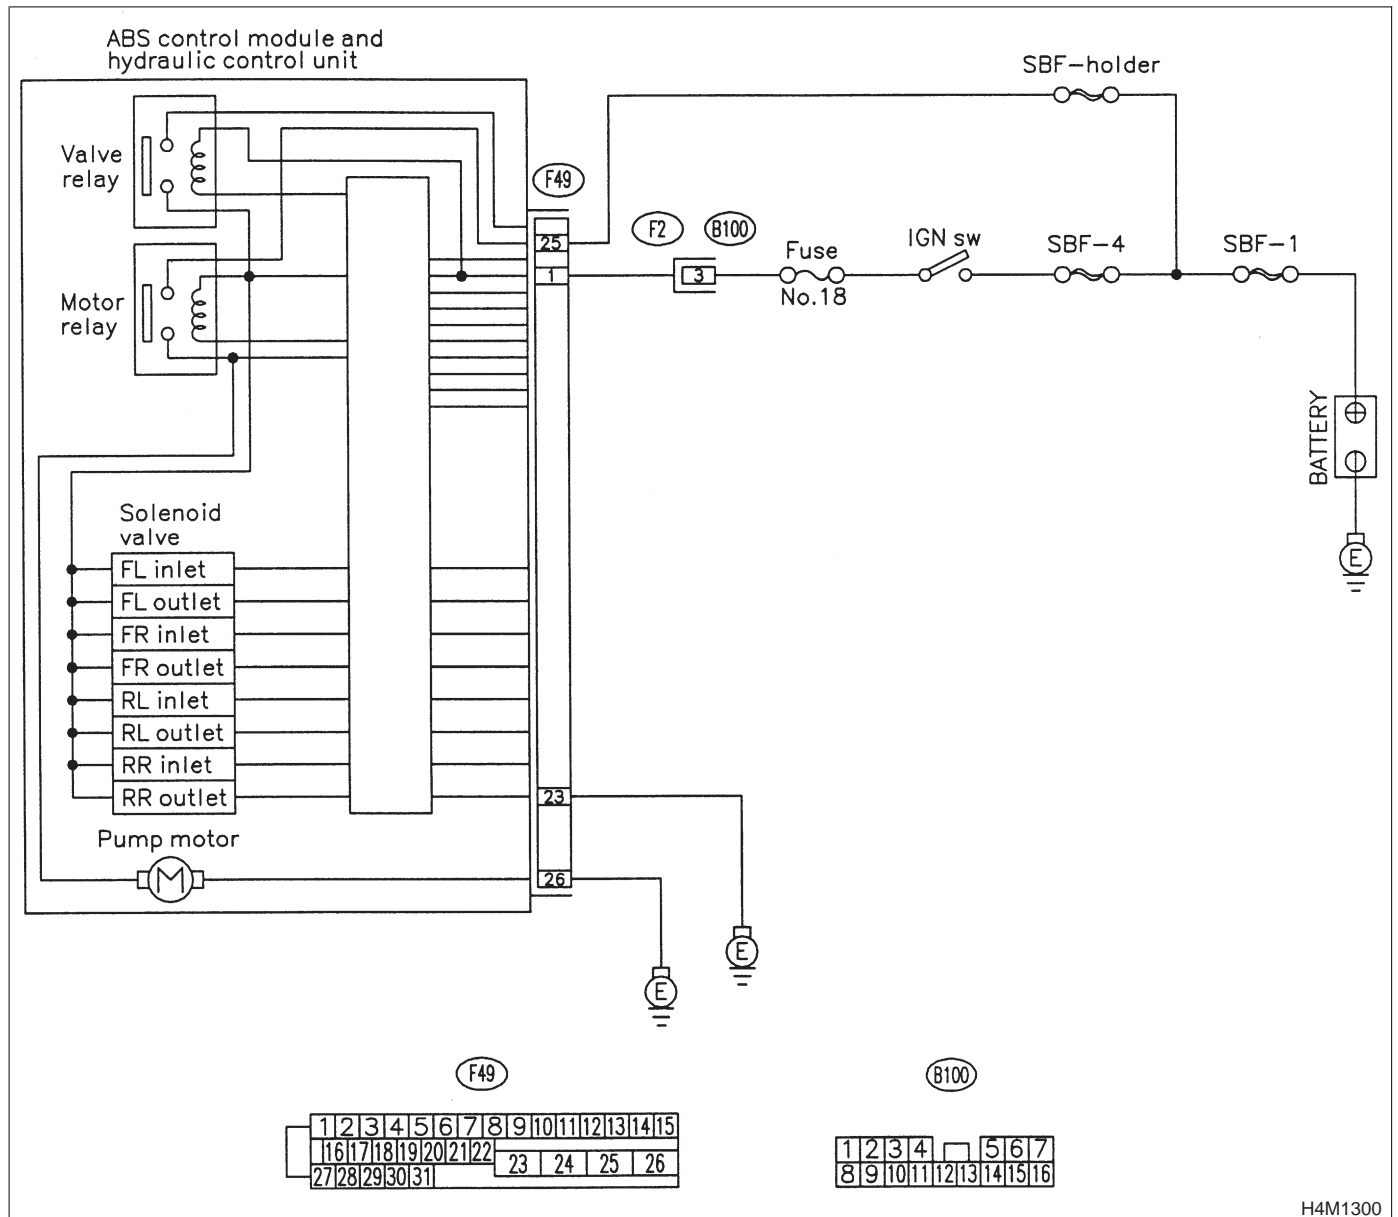 ABS control module and
hydraulic control unit
SBF-holder
Valve
relay
F49
F2
B100
25
IGN sw
SBF-4
SBF-1
Fuse
1
3
No.18
Motor
relay
BATTERY
Solenoid
valve
E
FL inlet
FL outlet
FR inlet
FR outlet
RL inlet
RL outlet
RR inlet
RR outlet
23
Pump motor
M
26
E
E
F49
B100
1 2 3 4 5 6 7 8 9 10 11 12 13 14 15
16 17 18 19 20 21 22
23 24 25 26
27 28 29 30 31
1 2 3 4 5 6 7
8 9 10 11 12 13 14 15 16
H4M1300